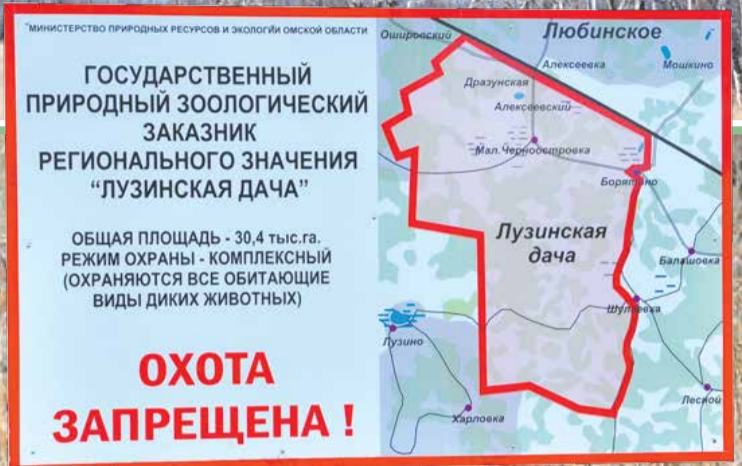 МИНИСТЕРСТВО ПРИРОДНЫХ РЕСУРСОВ И ЭКОЛОГИИ ОМСКОЙ ОБЛАСТИ
ГОСУДАРСТВЕННЫЙ
ПРИРОДНЫЙ ЗООЛОГИЧЕСКИЙ
ЗАКАЗНИК
РЕГИОНАЛЬНОГО ЗНАЧЕНИЯ
“ЛУЗИНСКАЯ ДАЧА”
ОБЩАЯ ПЛОЩАДЬ - 30,4 тыс.га.
РЕЖИМ ОХРАНЫ - КОМПЛЕКСНЫЙ
(ОХРАНЯЮТСЯ ВСЕ ОБИТАЮЩИЕ
ВИДЫ ДИКИХ ЖИВОТНЫХ)
ОХОТА
ЗАПРЕЩЕНА !
Ошировский
Любинское
Алексеевка
Мошкино
Дразунская
Алексеевский
Мал.Черноостровка
Борятино
Лузинская
дача
Балашовка
Шулаевка
Лузино
Лесной
Харловка